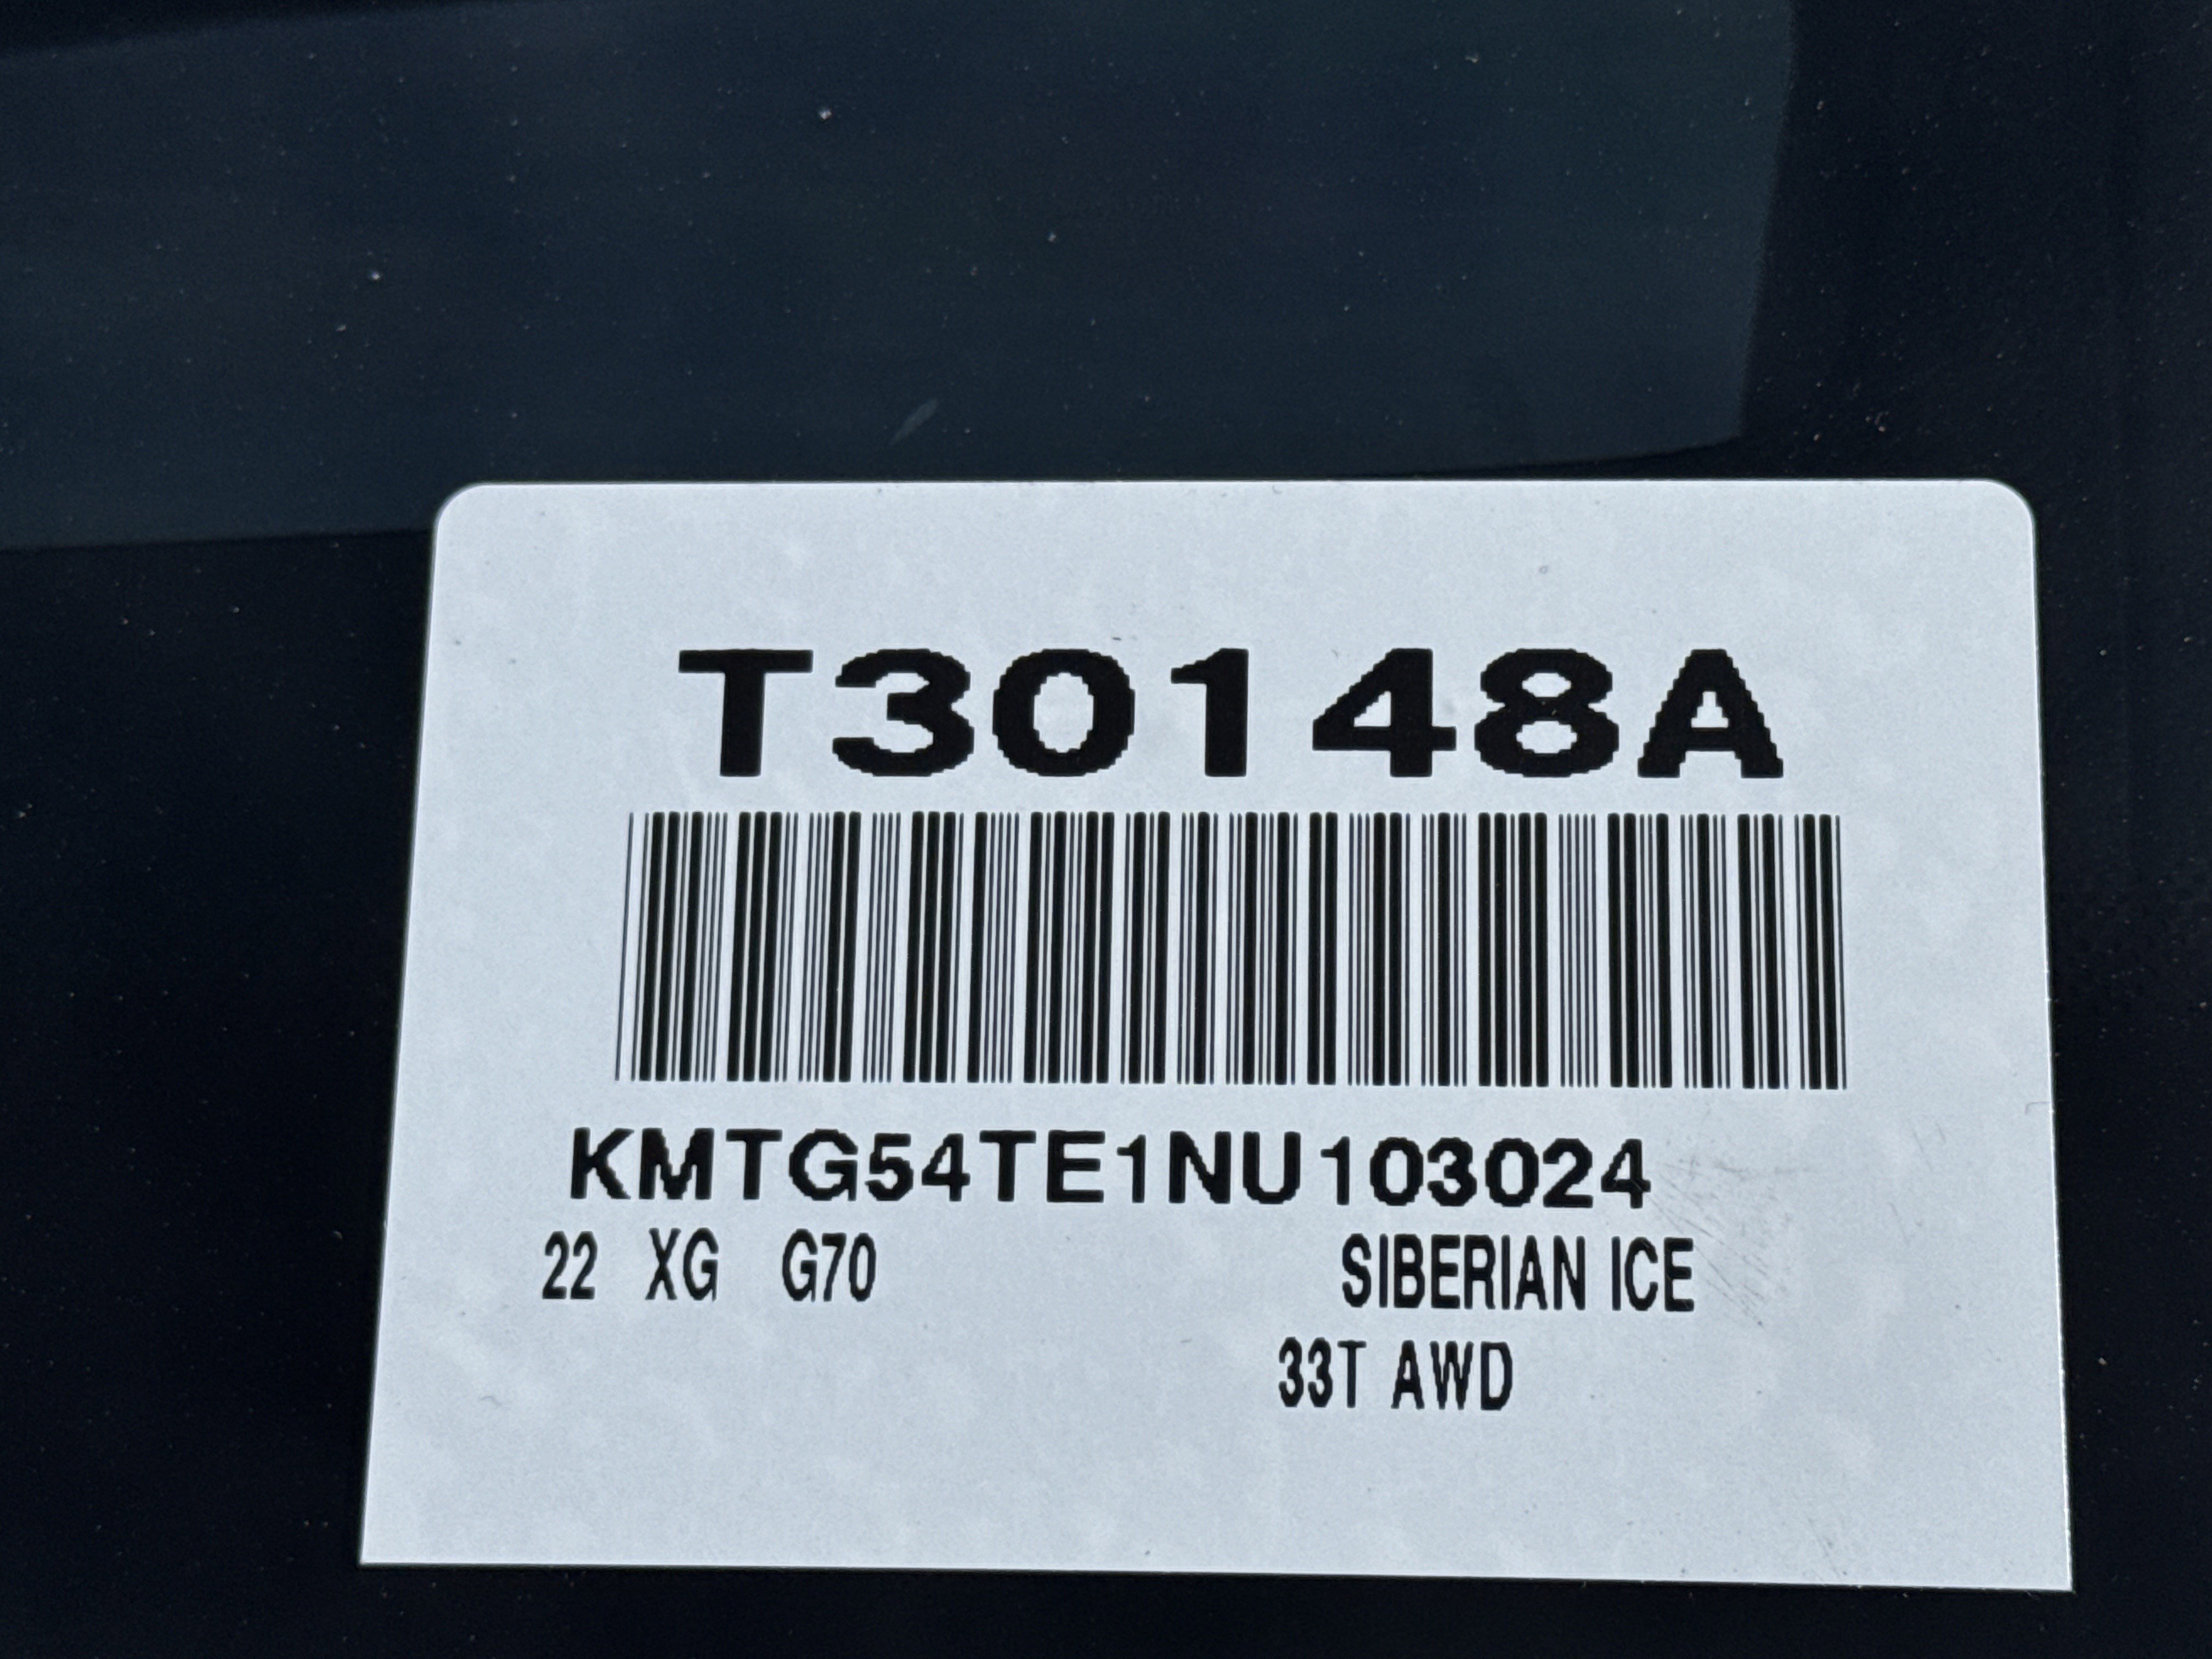 T30148A
KMTG54TE1NU103024
22 XG G70 SIBERIAN ICE
33T AWD